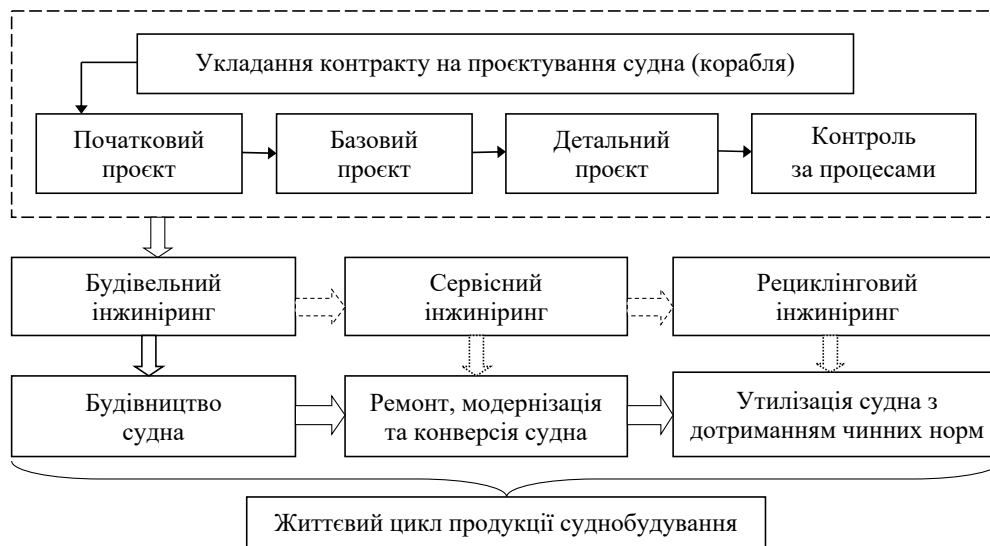 Укладання контракту на проєктування судна (корабля)
Початковий
проєкт
Базовий
проєкт
Детальний
проєкт
Контроль
за процесами
Будівельний
інжиніринг
Сервісний
інжиніринг
Рециклінговий
інжиніринг
Будівництво
судна
Ремонт, модернізація
та конверсія судна
Утилізація судна з
дотриманням чинних норм
Життєвий цикл продукції суднобудування